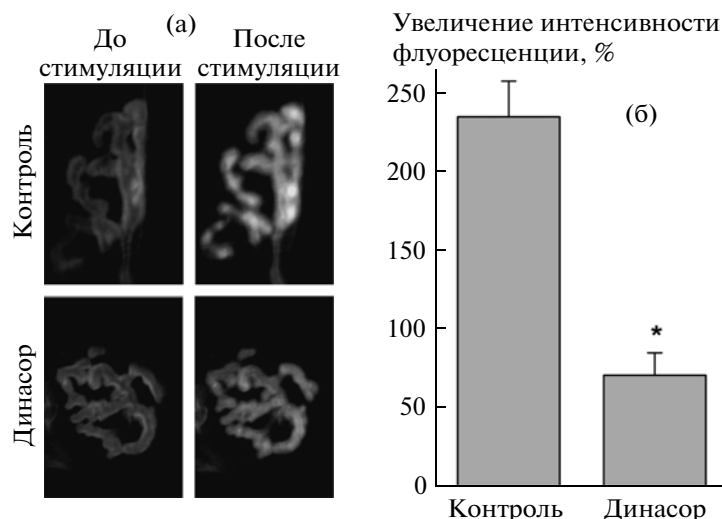 (а)
До стимуляции
После стимуляции
Контроль
Динасор
Увеличение интенсивности
флуоресценции, %
(б)
250
200
150
100
50
0
*
Контроль
Динасор